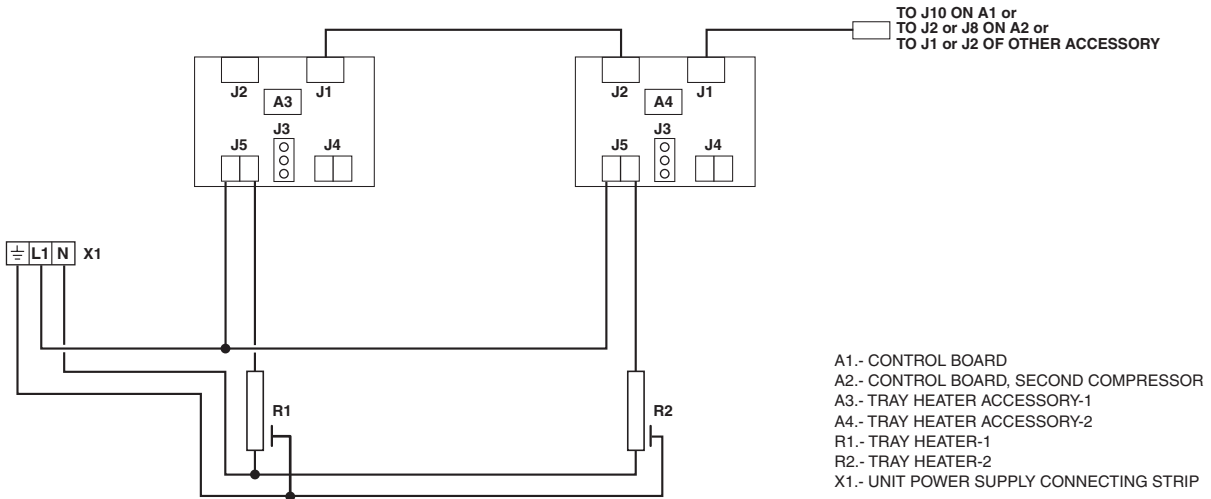 TO J10 ON A1 or
TO J2 or J8 ON A2 or
TO J1 or J2 OF OTHER ACCESSORY
J2
A3
J1
J3
J5
J4
J2
A4
J1
J3
J5
J4
L1 N X1
R1
R2
A1.- CONTROL BOARD
A2.- CONTROL BOARD, SECOND COMPRESSOR
A3.- TRAY HEATER ACCESSORY-1
A4.- TRAY HEATER ACCESSORY-2
R1.- TRAY HEATER-1
R2.- TRAY HEATER-2
X1.- UNIT POWER SUPPLY CONNECTING STRIP